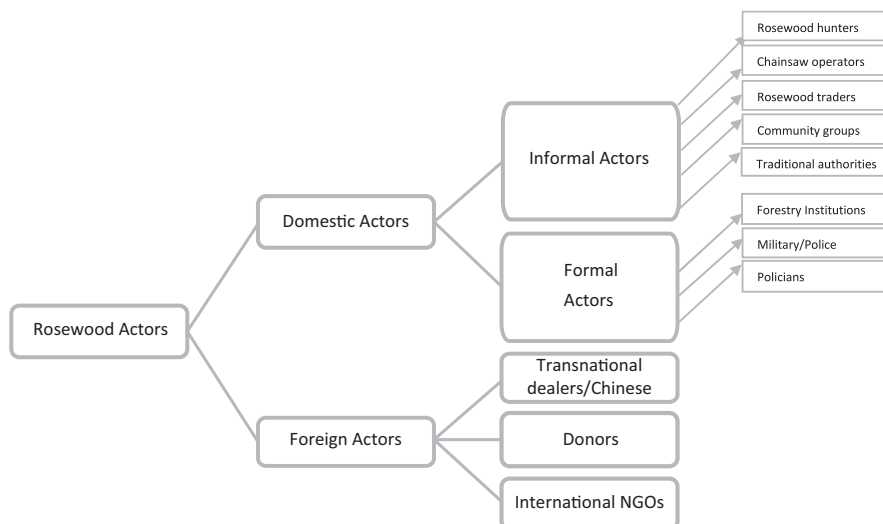 Rosewood Actors
Domestic Actors
Informal Actors
Rosewood hunters
Chainsaw operators
Rosewood traders
Community groups
Traditional authorities
Formal
Actors
Forestry Institutions
Military/Police
Policians
Foreign Actors
Transnational
dealers/Chinese
Donors
International NGOs